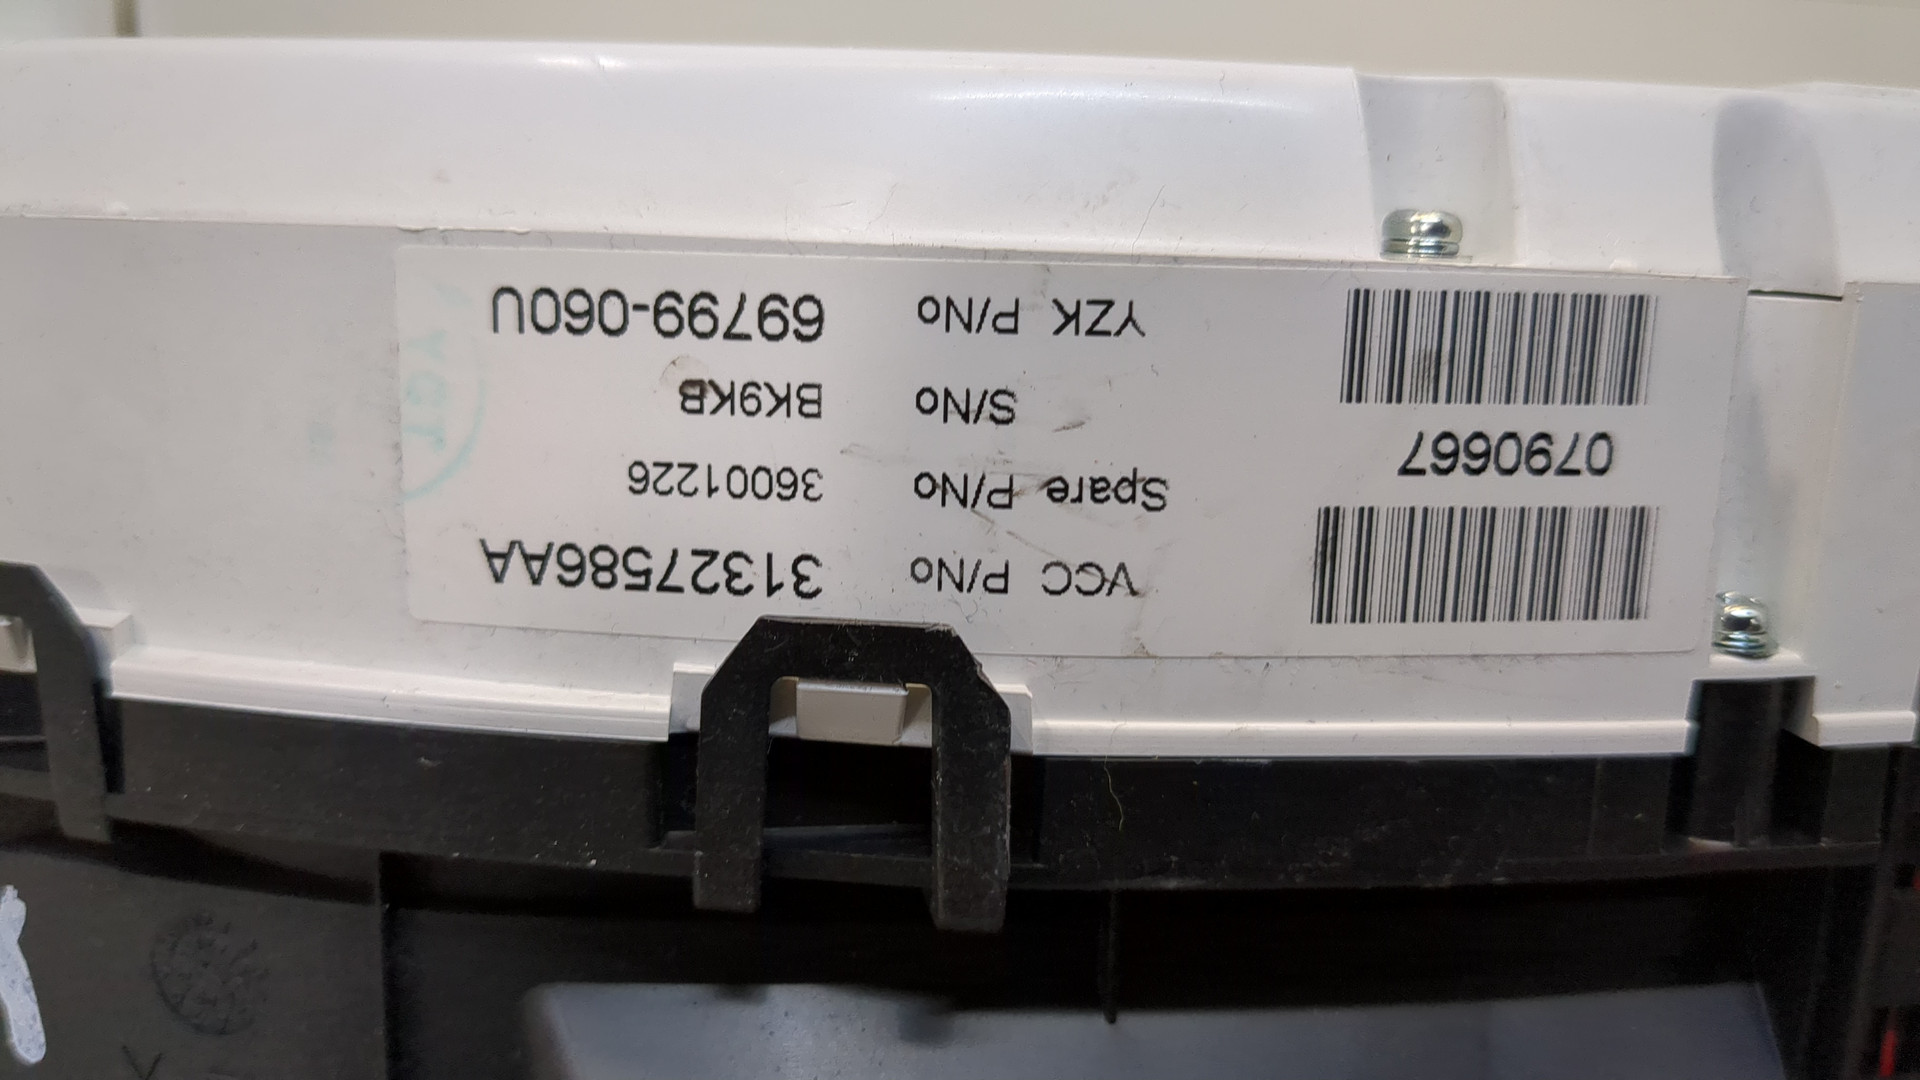 VCC P/No 31327586AA
Spare P/No 36001226
0790667
S/No BK9KB
YZK P/No 69799-060U